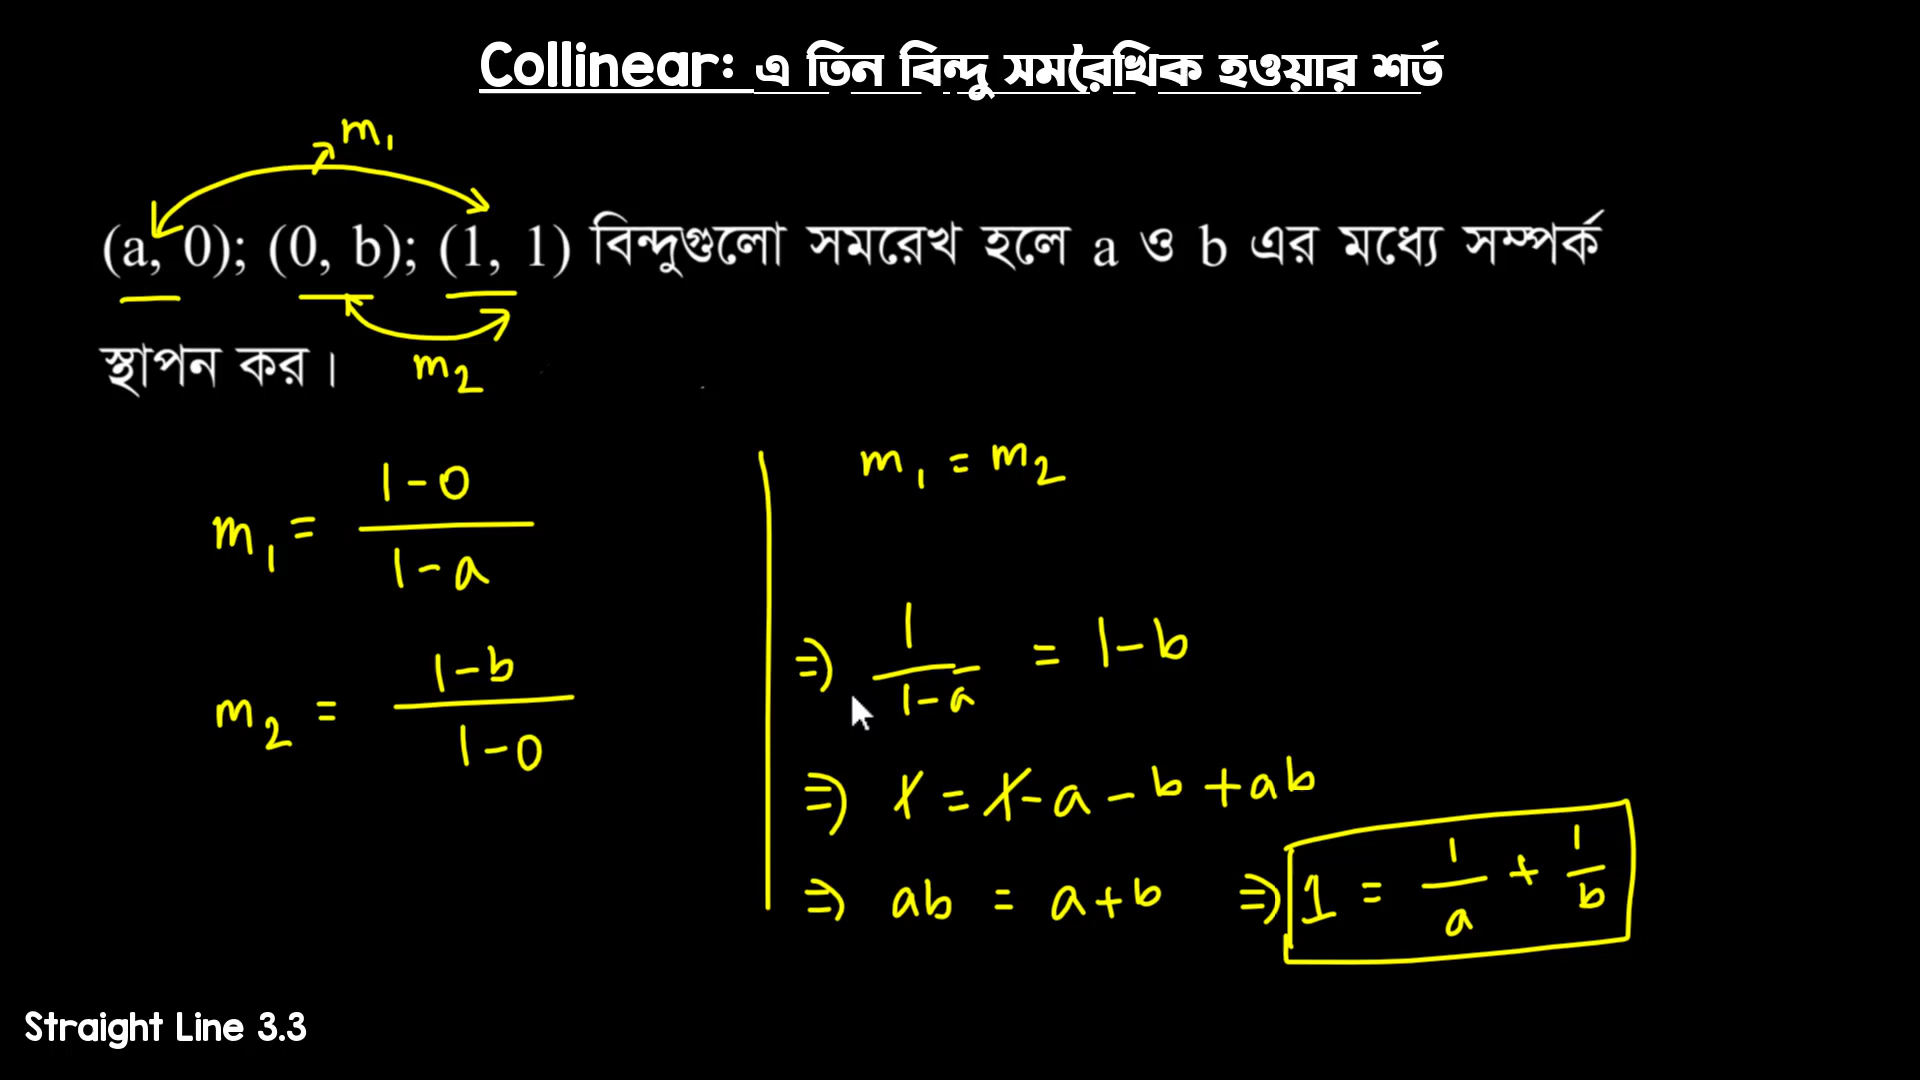 Collinear: এ তিন বিন্দু সমরৈখিক হওয়ার শর্ত
m₁
(a, 0); (0, b); (1, 1) বিন্দুগুলো সমরেখ হলে a ও b এর মধ্যে সম্পর্ক
স্থাপন কর।
m₂
m₁ = (1-0)/(1-a)
m₂ = (1-b)/(1-0)
m₁ = m₂
⇒ 1/(1-a) = 1-b
⇒ 1 = 1-a-b+ab
⇒ ab = a+b ⇒ 1 = 1/a + 1/b
Straight Line 3.3